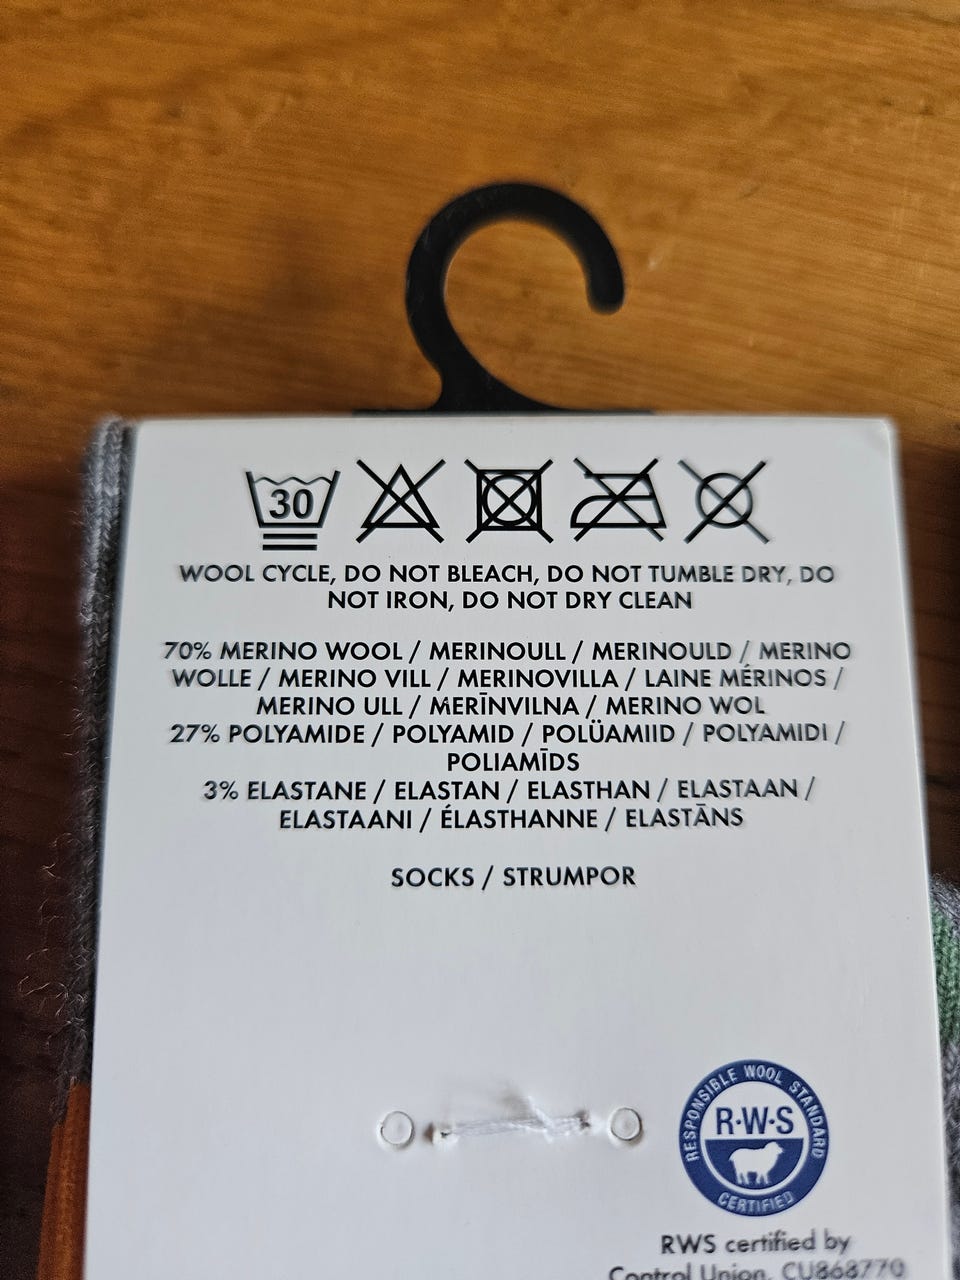 30
WOOL CYCLE, DO NOT BLEACH, DO NOT TUMBLE DRY, DO
NOT IRON, DO NOT DRY CLEAN
70% MERINO WOOL / MERINOULL / MERINOULD / MERINO
WOLLE / MERINO VILL / MERINOVILLA / LAINE MÉRINOS /
MERINO ULL / MERĪNVILNA / MERINO WOL
27% POLYAMIDE / POLYAMID / POLÜAMIID / POLYAMIDI /
POLIAMĪDS
3% ELASTANE / ELASTAN / ELASTHAN / ELASTAAN /
ELASTAANI / ÉLASTHANNE / ELASTĀNS
SOCKS / STRUMPOR
RESPONSIBLE WOOL STANDARD
R·W·S
CERTIFIED
RWS certified by
Control Union, CU868770